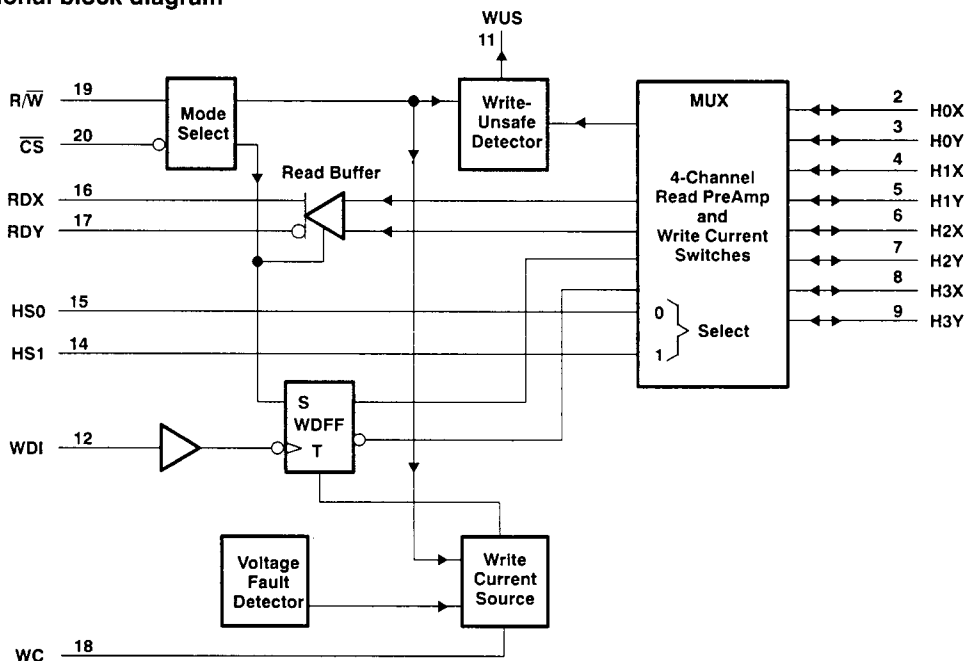 onal block diagram
WUS
11
R/W̅ 19
Mode
Select
C̅S̅ 20
Write-
Unsafe
Detector
MUX
4-Channel
Read PreAmp
and
Write Current
Switches
0
1
Select
2 H0X
3 H0Y
4 H1X
5 H1Y
6 H2X
7 H2Y
8 H3X
9 H3Y
Read Buffer
RDX 16
RDY 17
HS0 15
HS1 14
S
WDFF
T
WDI 12
Voltage
Fault
Detector
Write
Current
Source
WC 18